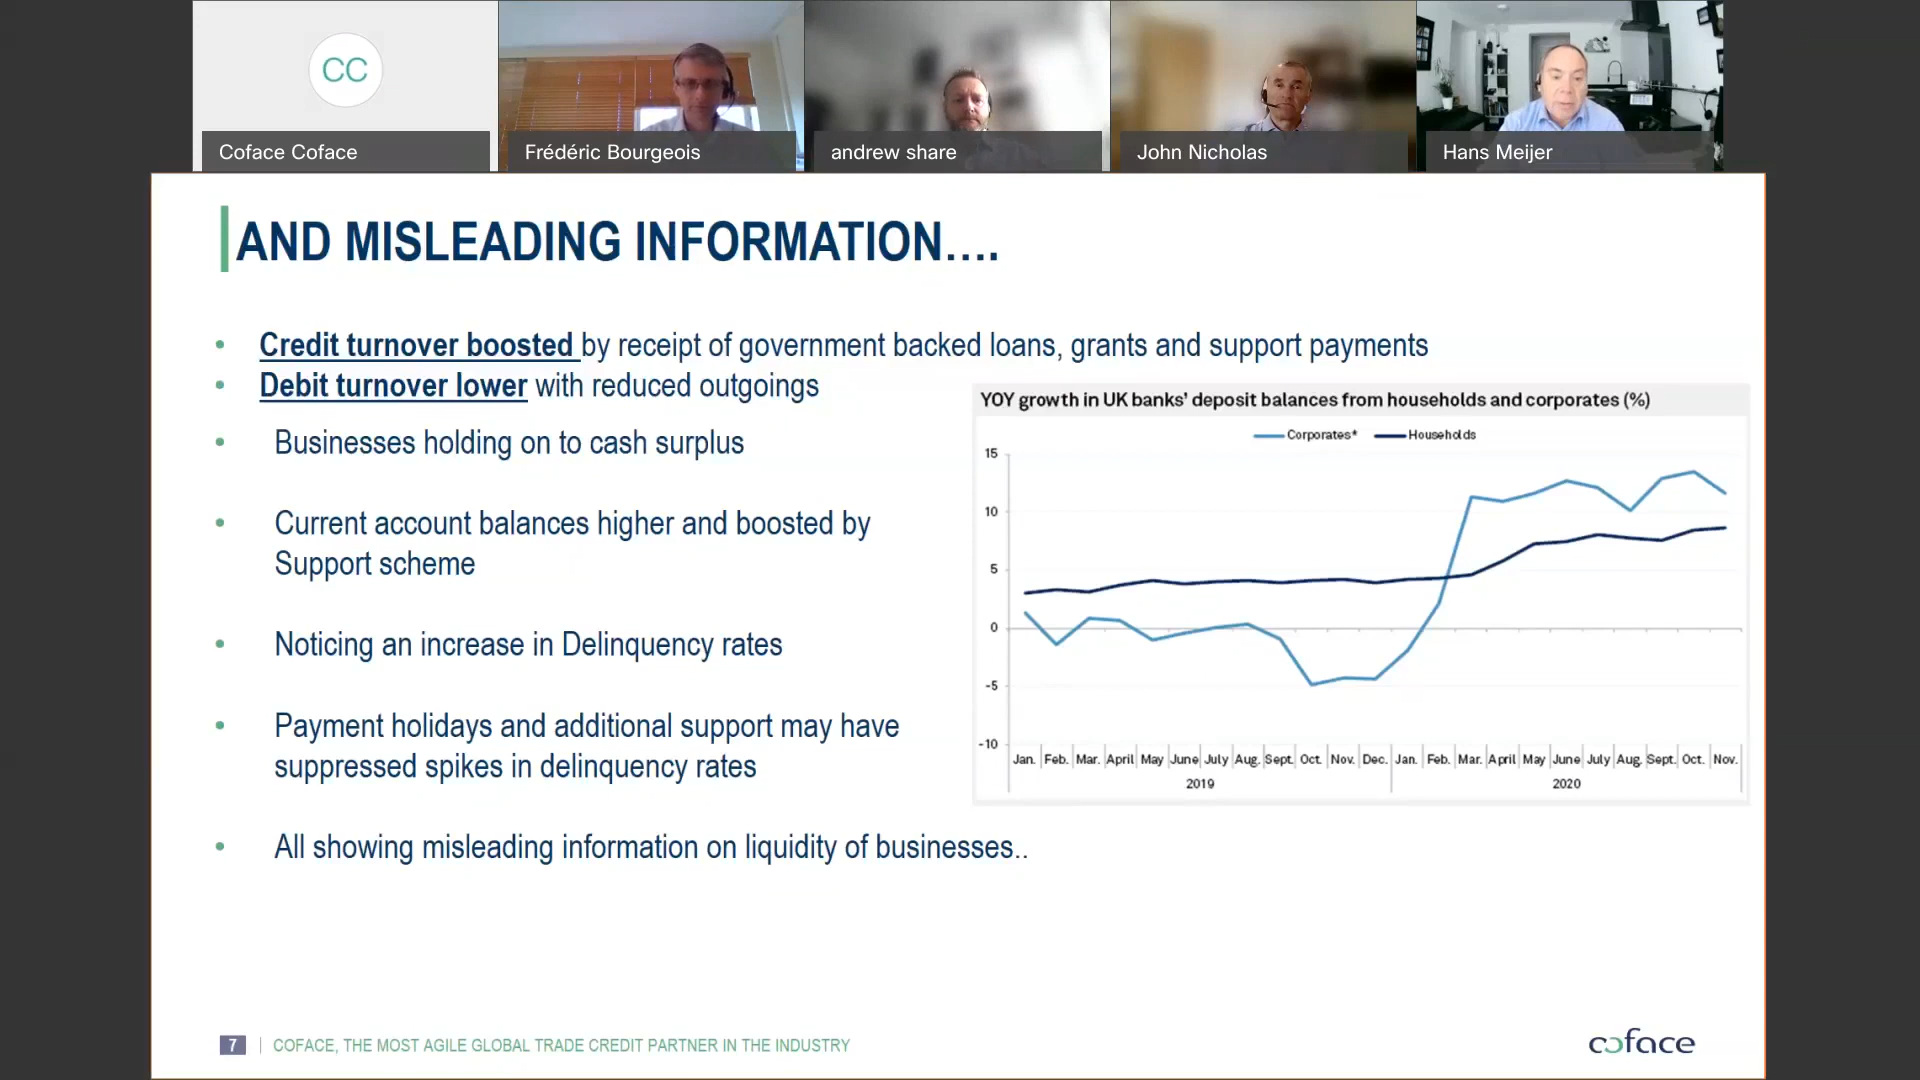 CC
Coface Coface
Frédéric Bourgeois
andrew share
John Nicholas
Hans Meijer
AND MISLEADING INFORMATION....
• Credit turnover boosted by receipt of government backed loans, grants and support payments
• Debit turnover lower with reduced outgoings
• Businesses holding on to cash surplus
• Current account balances higher and boosted by
Support scheme
• Noticing an increase in Delinquency rates
• Payment holidays and additional support may have
suppressed spikes in delinquency rates
• All showing misleading information on liquidity of businesses..
YOY growth in UK banks' deposit balances from households and corporates (%)
Corporates* Households
15
10
5
0
-5
-10
Jan. Feb. Mar. April May June July Aug. Sept. Oct. Nov. Dec. Jan. Feb. Mar. April May June July Aug. Sept. Oct. Nov.
2019 2020
7 | COFACE, THE MOST AGILE GLOBAL TRADE CREDIT PARTNER IN THE INDUSTRY
coface